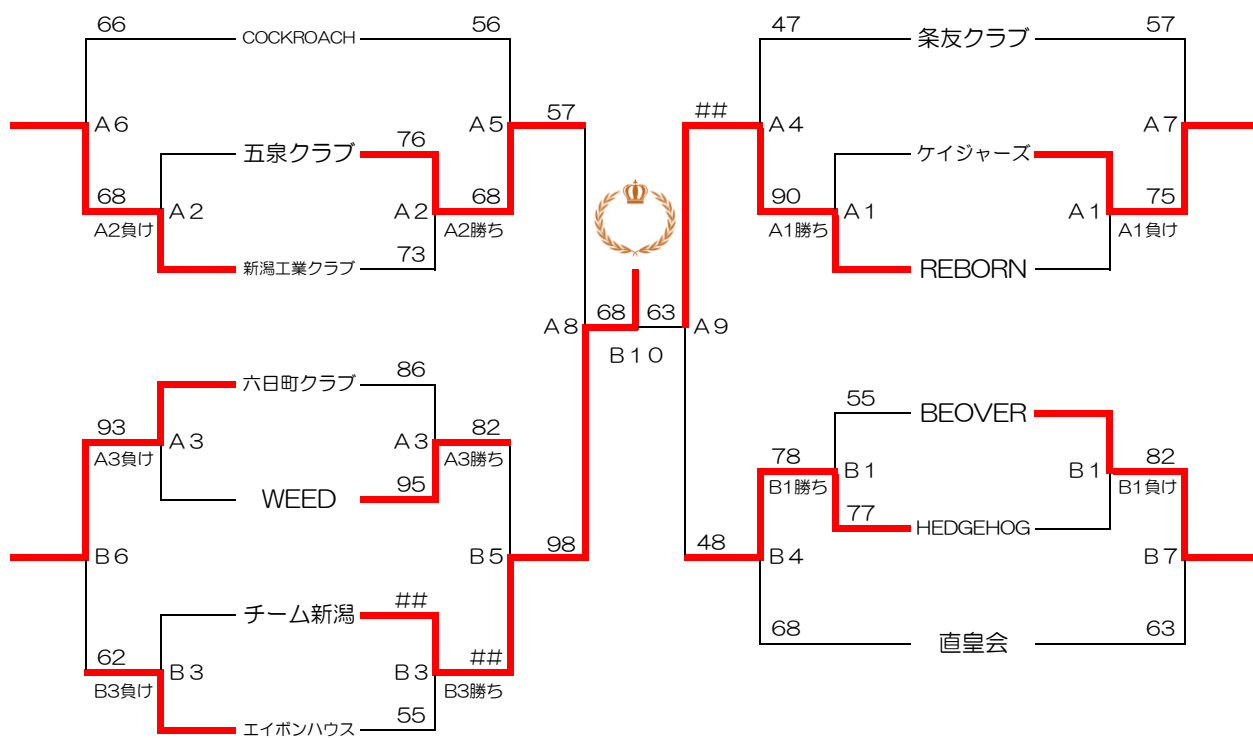 66
COCKROACH
56
47
条友クラブ
57
A6
A5
57
##
A4
A7
五泉クラブ
76
ケイジャーズ
68
A2
A2
68
90
A1
A1
75
A2負け
A2勝ち
A1勝ち
A1負け
新潟工業クラブ
73
REBORN
A8
68
63
A9
B10
六日町クラブ
86
55
BEOVER
93
A3
A3
82
78
B1
B1
82
A3負け
A3勝ち
B1勝ち
B1負け
WEED
95
77
HEDGEHOG
B6
B5
98
48
B4
B7
チーム新潟
##
68
直皇会
63
62
B3
B3
##
B3負け
B3勝ち
エイボンハウス
55